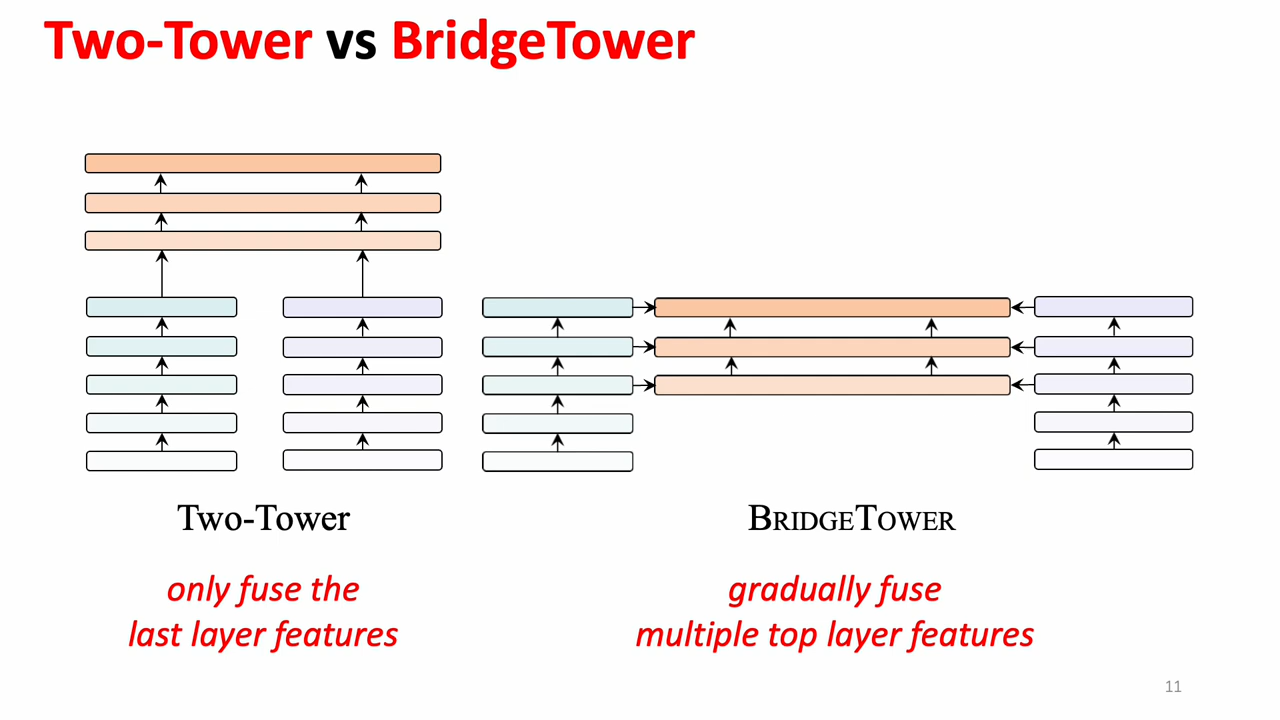 Two-Tower vs BridgeTower
Two-Tower
BRIDGETOWER
only fuse the
last layer features
gradually fuse
multiple top layer features
11